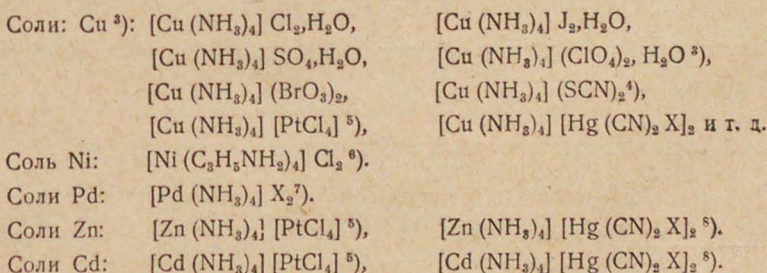 Соли: Cu ³): [Cu (NH₃)₄] Cl₂,H₂O, [Cu (NH₃)₄] J₂,H₂O,
[Cu (NH₃)₄] SO₄,H₂O, [Cu (NH₃)₄] (ClO₄)₂, H₂O ³),
[Cu (NH₃)₄] (BrO₃)₂, [Cu (NH₃)₄] (SCN)₂⁴),
[Cu (NH₃)₄] [PtCl₄] ⁵), [Cu (NH₃)₄] [Hg (CN)₂ X]₂ и т. д.
Соль Ni: [Ni (C₃H₅NH₂)₄] Cl₂ ⁶).
Соли Pd: [Pd (NH₃)₄] X₂⁷).
Соли Zn: [Zn (NH₃)₄] [PtCl₄] ⁵), [Zn (NH₃)₄] [Hg (CN)₂ X]₂ ⁸).
Соли Cd: [Cd (NH₃)₄] [PtCl₄] ⁵), [Cd (NH₃)₄] [Hg (CN)₂ X]₂ ⁸).